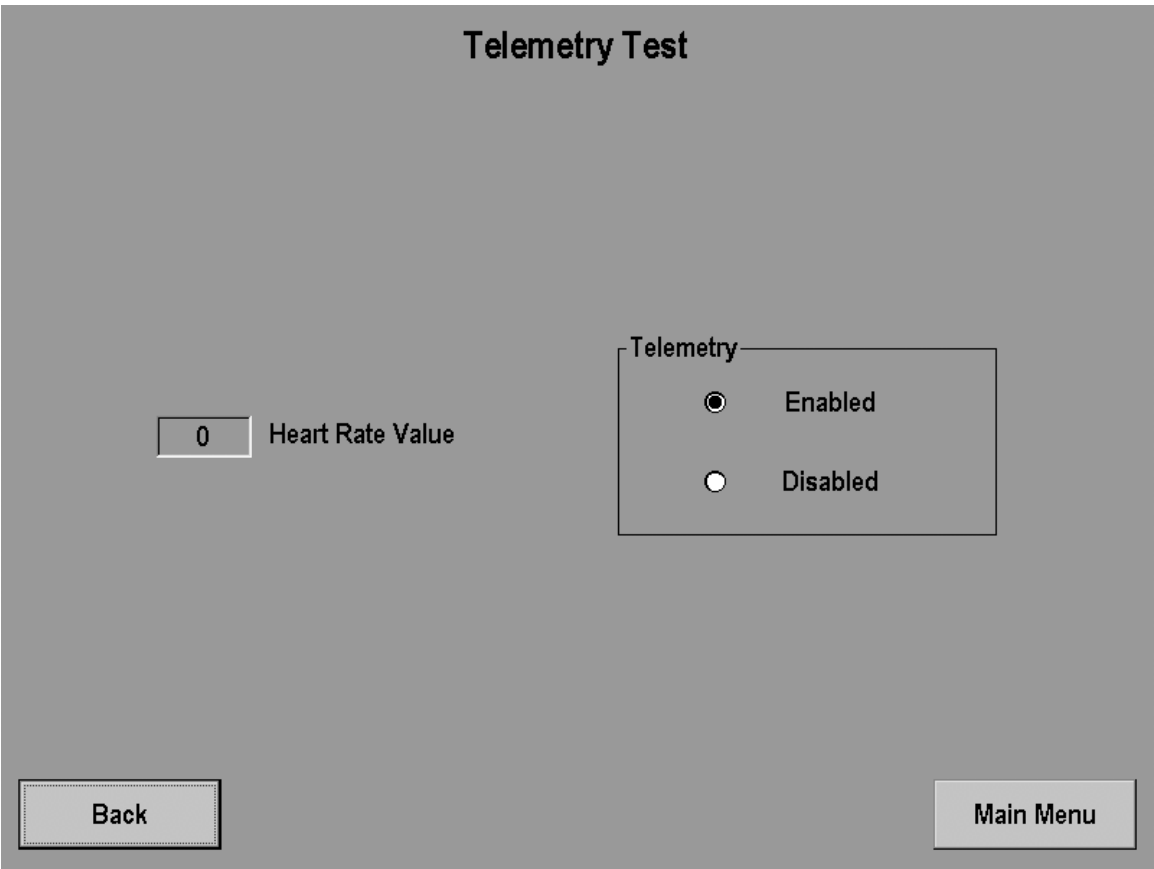 Telemetry Test
Telemetry
Enabled
0 Heart Rate Value
Disabled
Back
Main Menu